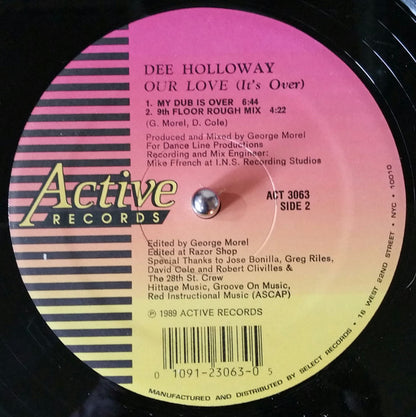 DEE HOLLOWAY
OUR LOVE (It's Over)
1. MY DUB IS OVER 6:44
2. 9th FLOOR ROUGH MIX 4:22
(G. Morel, D. Cole)
Produced and Mixed by George Morel
For Dance Line Productions
Recording and Mix Engineer:
Mike Ffrench at I.N.S. Recording Studios
Active
RECORDS
ACT 3063
SIDE 2
Edited by George Morel
Edited at Razor Shop
Special Thanks to Jose Bonilla, Greg Riles,
David Cole and Robert Clivilles &
The 28th St. Crew
Hittage Music, Groove On Music,
Red Instructional Music (ASCAP)
℗ 1989 ACTIVE RECORDS
0 1091-23063-0 5
MANUFACTURED AND DISTRIBUTED BY SELECT RECORDS • 16 WEST 22ND STREET • NYC • 10010